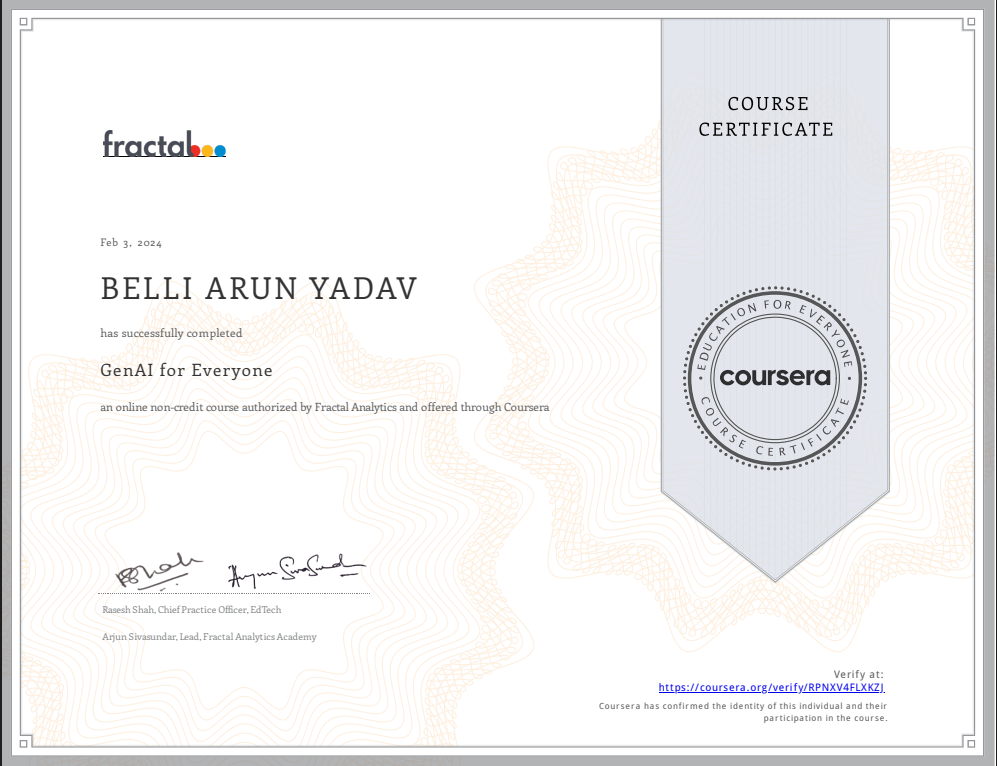 COURSE
CERTIFICATE
fractal
Feb 3, 2024
BELLI ARUN YADAV
has successfully completed
GenAI for Everyone
an online non-credit course authorized by Fractal Analytics and offered through Coursera
EDUCATION FOR EVERYONE
coursera
COURSE CERTIFICATE
Rasesh Shah, Chief Practice Officer, EdTech
Arjun Sivasundar, Lead, Fractal Analytics Academy
Verify at:
https://coursera.org/verify/RPNXV4FLXKZJ
Coursera has confirmed the identity of this individual and their
participation in the course.